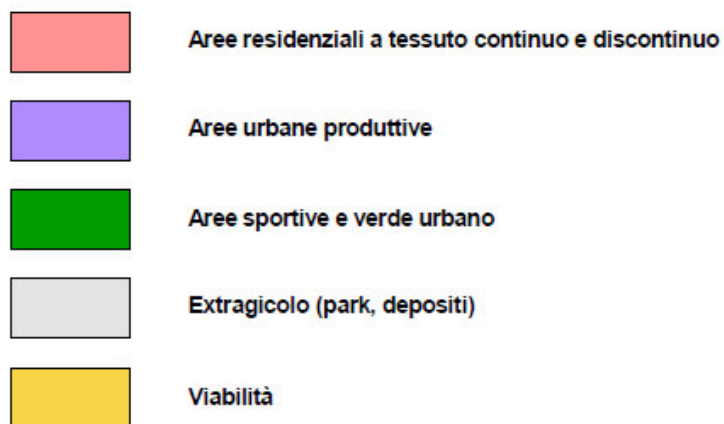 Aree residenziali a tessuto continuo e discontinuo
Aree urbane produttive
Aree sportive e verde urbano
Extragicolo (park, depositi)
Viabilità